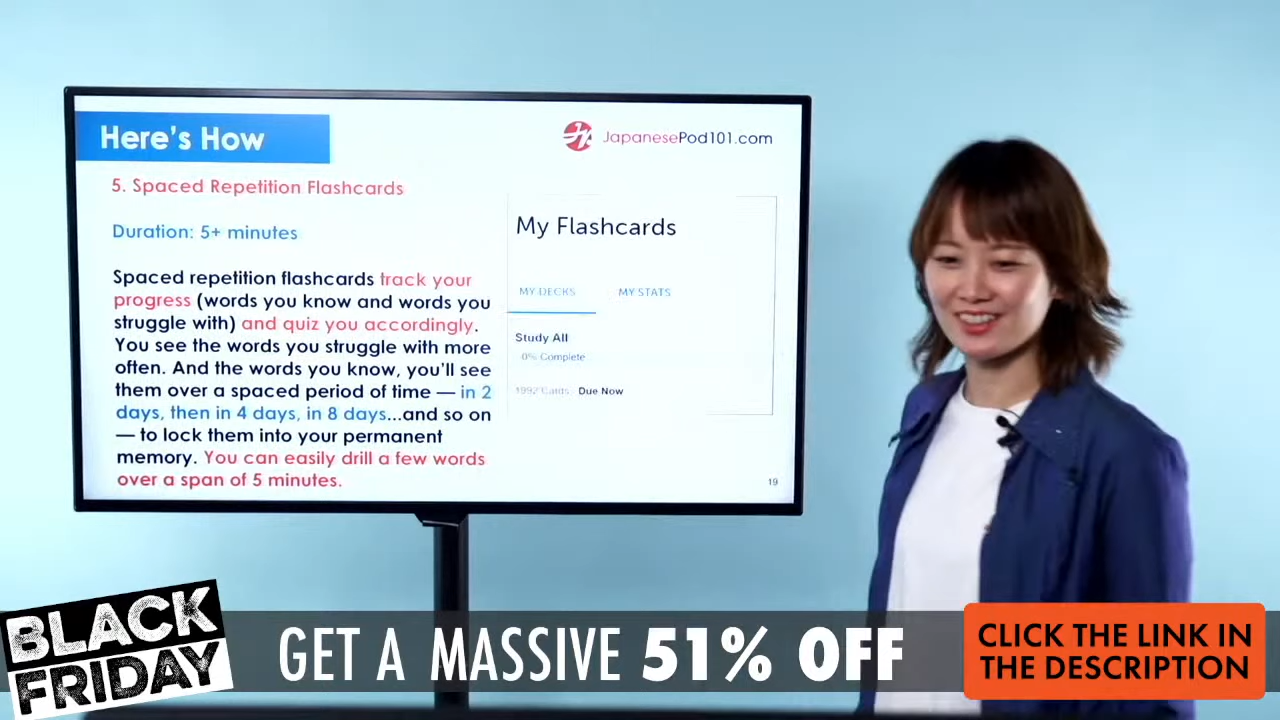 Here's How
JapanesePod101.com
5. Spaced Repetition Flashcards
Duration: 5+ minutes
Spaced repetition flashcards track your
progress (words you know and words you
struggle with) and quiz you accordingly.
You see the words you struggle with more
often. And the words you know, you'll see
them over a spaced period of time — in 2
days, then in 4 days, in 8 days...and so on
— to lock them into your permanent
memory. You can easily drill a few words
over a span of 5 minutes.
My Flashcards
MY DECKS MY STATS
Study All
0% Complete
1992 Cards Due Now
19
BLACK
FRIDAY
GET A MASSIVE 51% OFF
CLICK THE LINK IN
THE DESCRIPTION